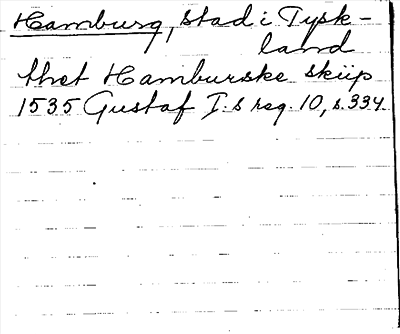 Hamburg, stad i Tysk-
land
thet Hamburske skiip
1535 Gustaf I:s reg. 10, s. 334.